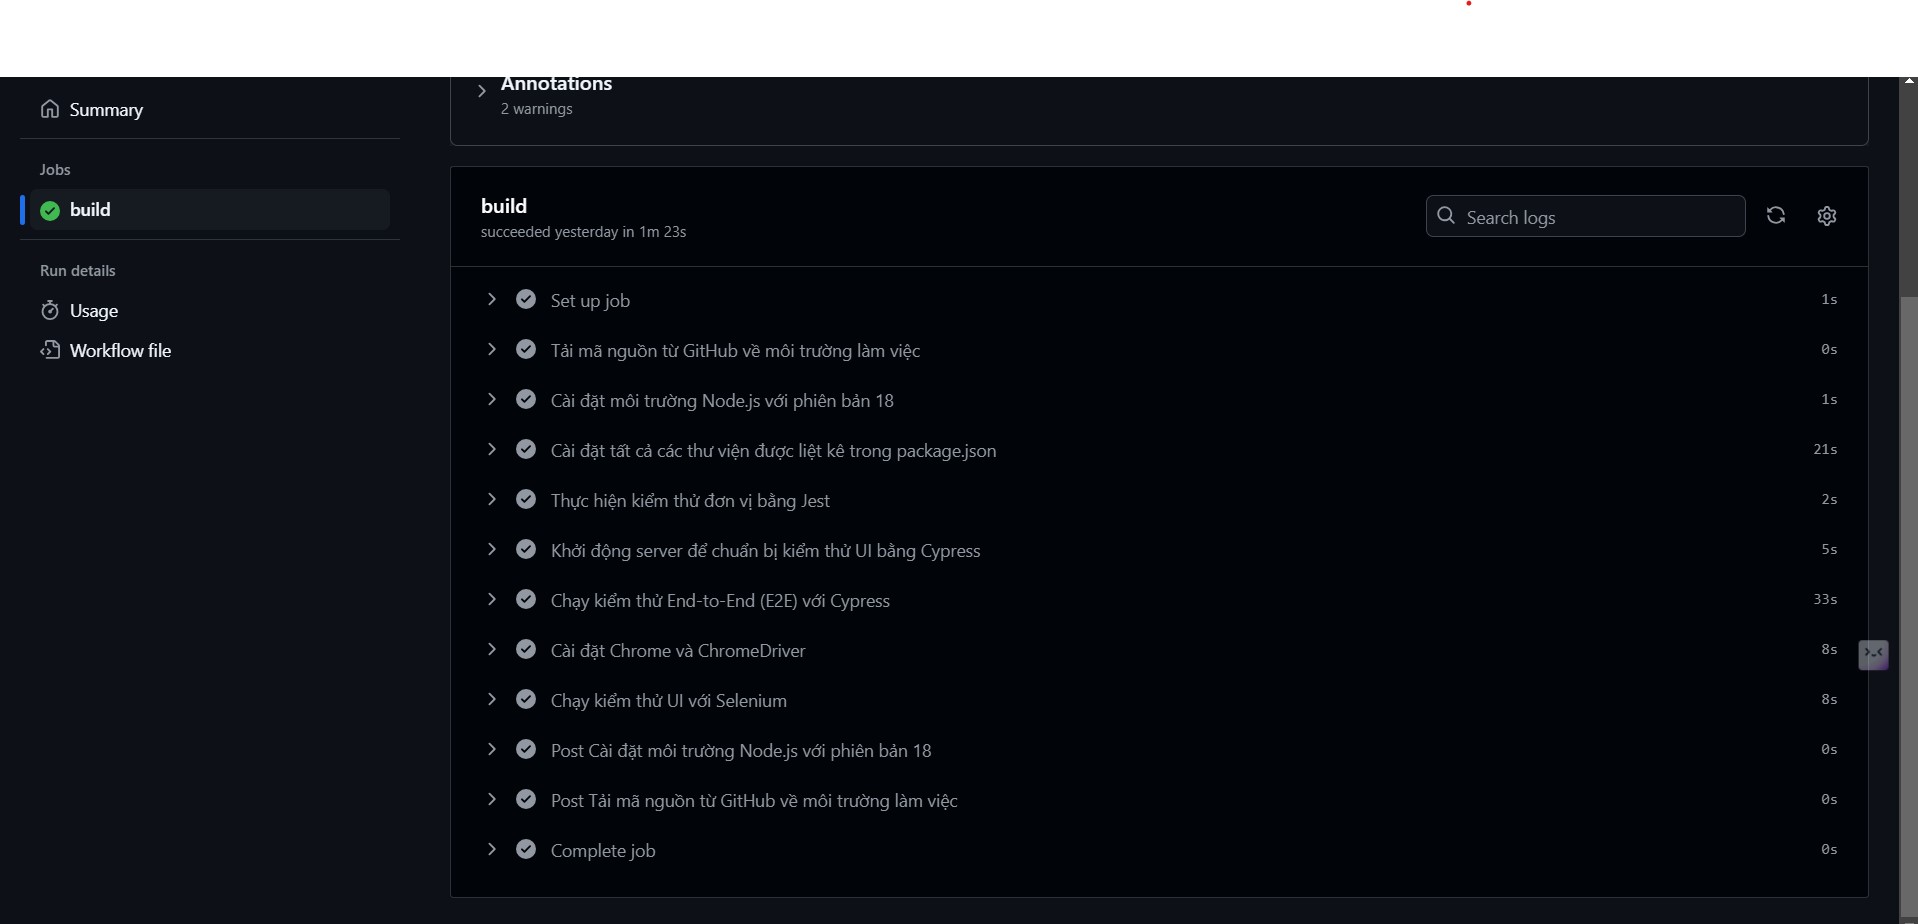 Summary
Jobs
build
Run details
Usage
Workflow file
Annotations
2 warnings
build
succeeded yesterday in 1m 23s
Search logs
Set up job 1s
Tải mã nguồn từ GitHub về môi trường làm việc 0s
Cài đặt môi trường Node.js với phiên bản 18 1s
Cài đặt tất cả các thư viện được liệt kê trong package.json 21s
Thực hiện kiểm thử đơn vị bằng Jest 2s
Khởi động server để chuẩn bị kiểm thử UI bằng Cypress 5s
Chạy kiểm thử End-to-End (E2E) với Cypress 33s
Cài đặt Chrome và ChromeDriver 8s
Chạy kiểm thử UI với Selenium 8s
Post Cài đặt môi trường Node.js với phiên bản 18 0s
Post Tải mã nguồn từ GitHub về môi trường làm việc 0s
Complete job 0s